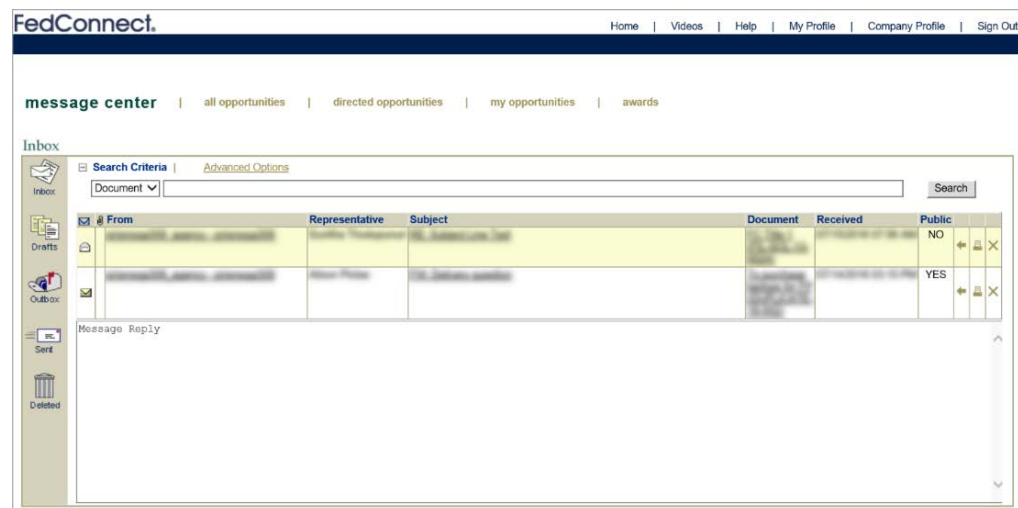 FedConnect.
Home | Videos | Help | My Profile | Company Profile | Sign Out
message center | all opportunities | directed opportunities | my opportunities | awards
Inbox
Search Criteria | Advanced Options
Inbox
Document Search
From Representative Subject Document Received Public
Drafts
NO
Outbox
YES
Message Reply
Sent
Deleted